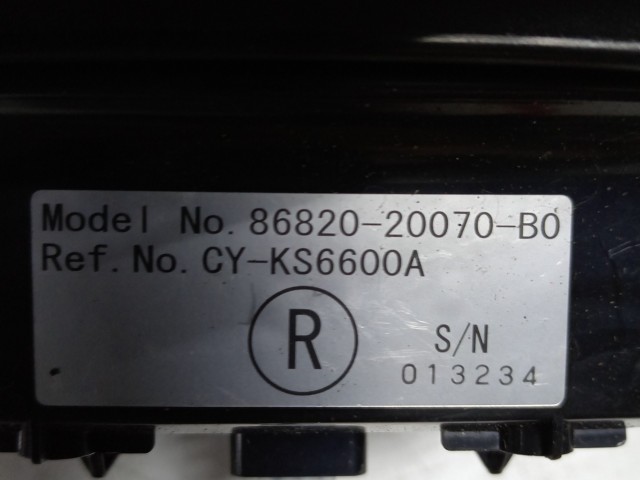 Model No. 86820-20070-B0
Ref.No. CY-KS6600A
R
S/N
013234